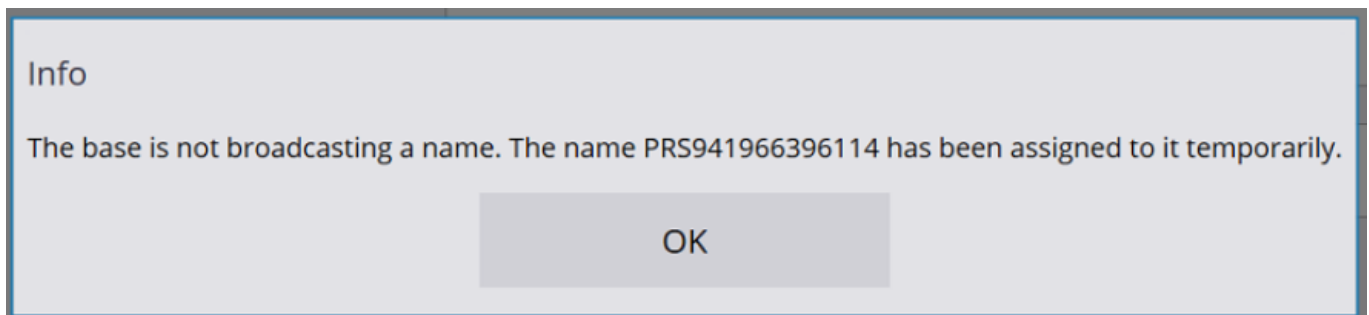 Info
The base is not broadcasting a name. The name PRS941966396114 has been assigned to it temporarily.
OK